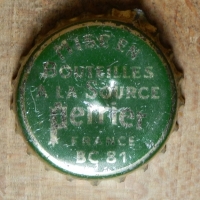 MISE EN
BOUTEILLES
A LA SOURCE
Perrier
FRANCE
BC 81